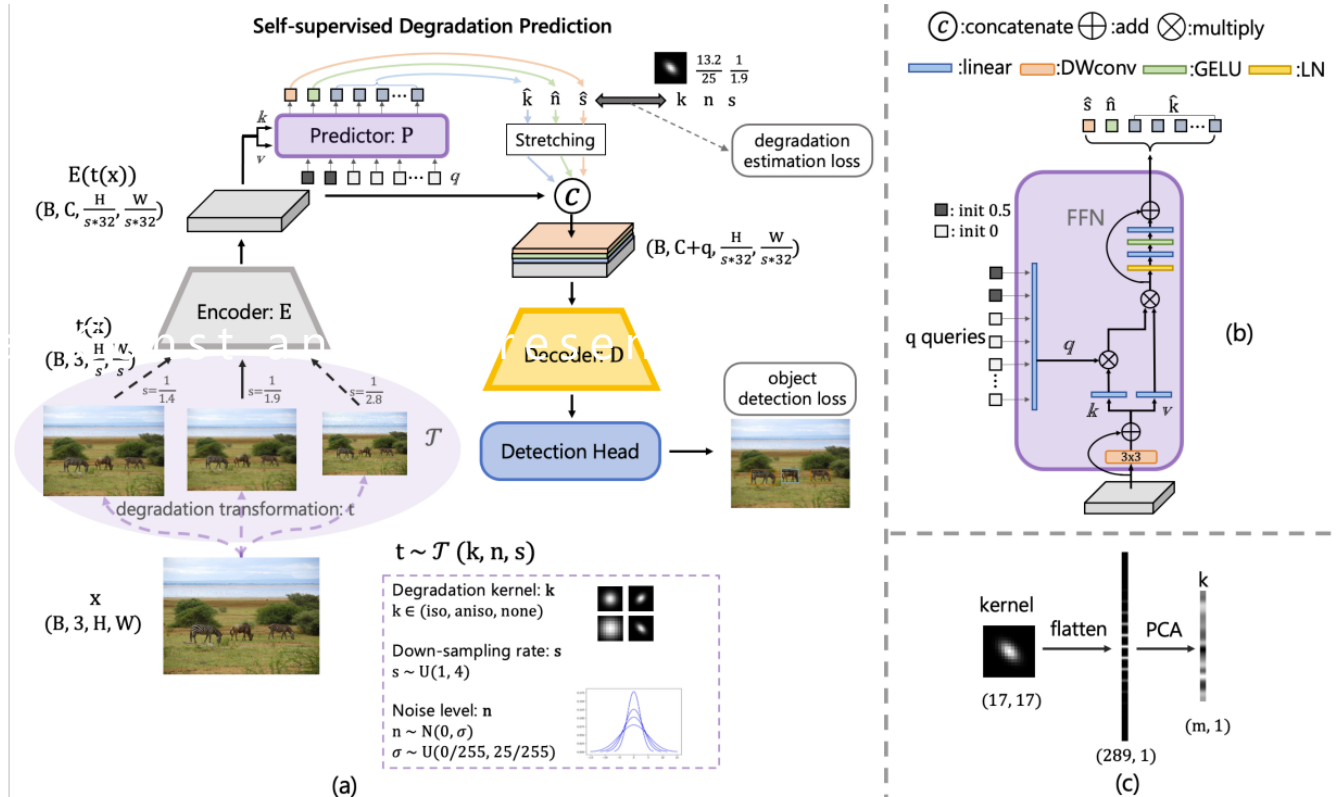 Self-supervised Degradation Prediction
13.2/25 1/1.9
k̂ n̂ ŝ k n s
k
v
Predictor: P
Stretching
degradation
estimation loss
q
E(t(x))
(B, C, H/s*32, W/s*32)
C
(B, C+q, H/s*32, W/s*32)
Encoder: E
t(x)
(B, 3, H/s, W/s)
Decoder: D
s=1/1.4
s=1/1.9
s=1/2.8
𝒯
object
detection loss
Detection Head
degradation transformation: t
t ~ 𝒯 (k, n, s)
x
(B, 3, H, W)
Degradation kernel: k
k ∈ (iso, aniso, none)
Down-sampling rate: s
s ~ U(1, 4)
Noise level: n
n ~ N(0, σ)
σ ~ U(0/255, 25/255)
(a)
C :concatenate ⊕:add ⊗:multiply
:linear :DWconv :GELU :LN
ŝ n̂ k̂
: init 0.5
: init 0
FFN
q queries
q
k
v
3x3
(b)
kernel
flatten
PCA
k
(17, 17)
(m, 1)
(289, 1)
(c)